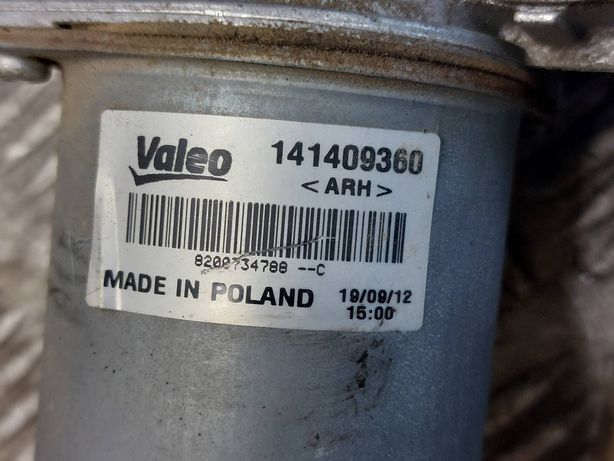 Valeo 141409360
<ARH>
8200734788 --C
MADE IN POLAND 19/09/12
15:00